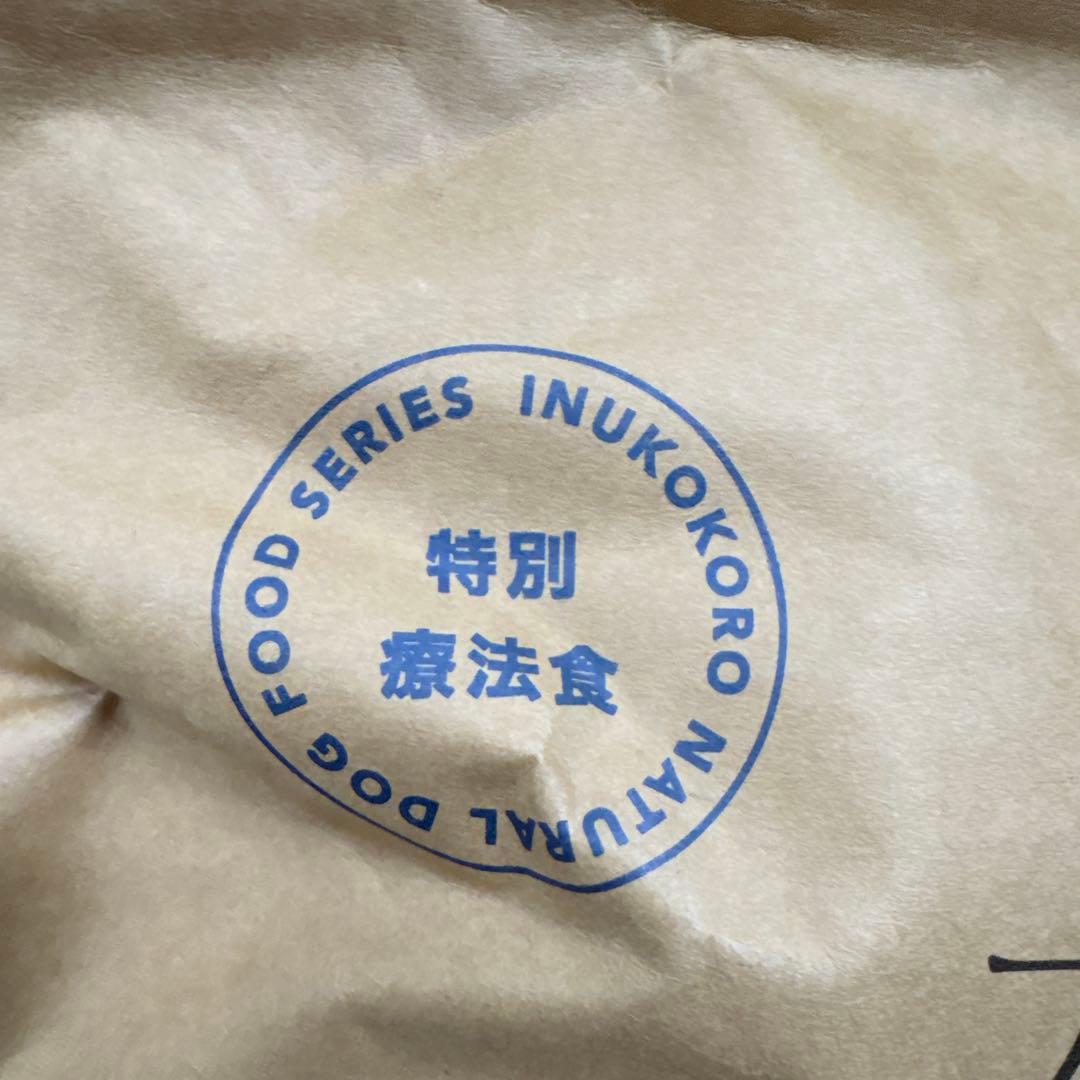 INUKOKORO NATURAL DOG FOOD SERIES
特別
療法食